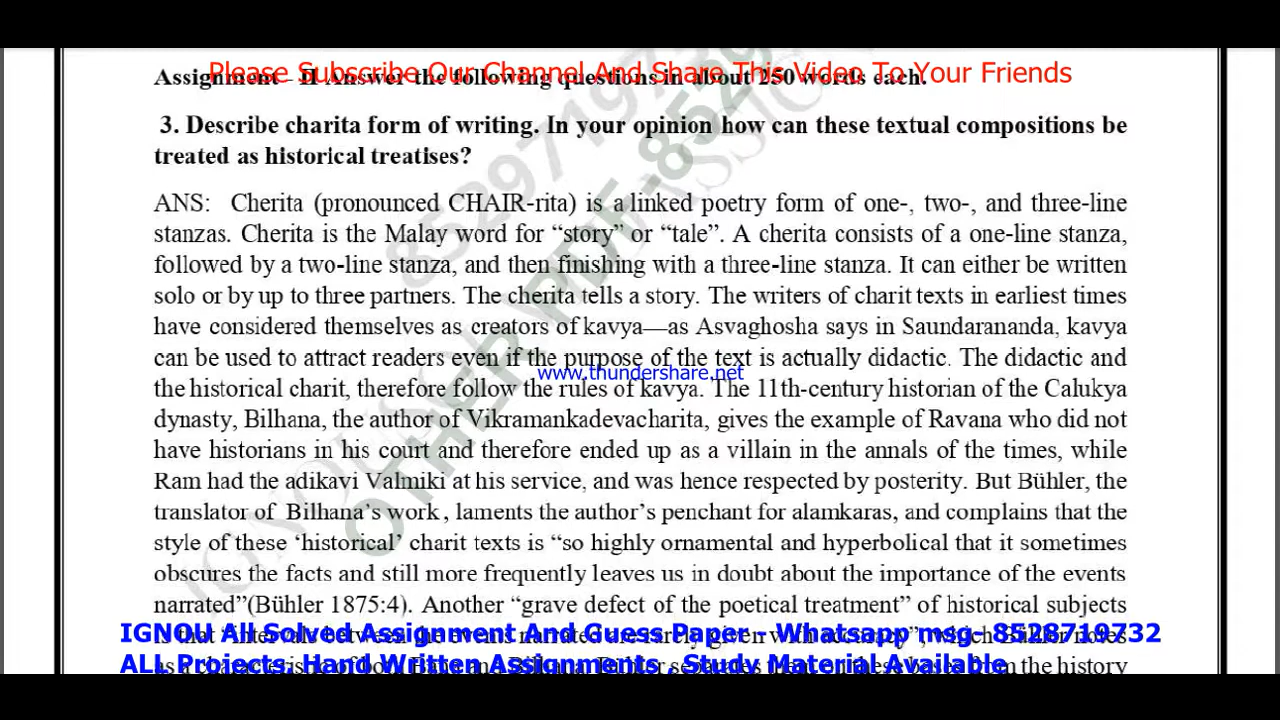 Please Subscribe Our Channel And Share This Video To Your Friends
Assignment – II Answer the following questions in about 250 words each.
3. Describe charita form of writing. In your opinion how can these textual compositions be
treated as historical treatises?
ANS: Cherita (pronounced CHAIR-rita) is a linked poetry form of one-, two-, and three-line
stanzas. Cherita is the Malay word for “story” or “tale”. A cherita consists of a one-line stanza,
followed by a two-line stanza, and then finishing with a three-line stanza. It can either be written
solo or by up to three partners. The cherita tells a story. The writers of charit texts in earliest times
have considered themselves as creators of kavya—as Asvaghosha says in Saundarananda, kavya
can be used to attract readers even if the purpose of the text is actually didactic. The didactic and
www.thundershare.net
the historical charit, therefore follow the rules of kavya. The 11th-century historian of the Calukya
dynasty, Bilhana, the author of Vikramankadevacharita, gives the example of Ravana who did not
have historians in his court and therefore ended up as a villain in the annals of the times, while
Ram had the adikavi Valmiki at his service, and was hence respected by posterity. But Bühler, the
translator of Bilhana’s work, laments the author’s penchant for alamkaras, and complains that the
style of these ‘historical’ charit texts is “so highly ornamental and hyperbolical that it sometimes
obscures the facts and still more frequently leaves us in doubt about the importance of the events
narrated”(Bühler 1875:4). Another “grave defect of the poetical treatment” of historical subjects
IGNOU All Solved Assignment And Guess Paper - Whatsapp msg. 8528719732
ALL Projects, Hand Written Assignments , Study Material Available